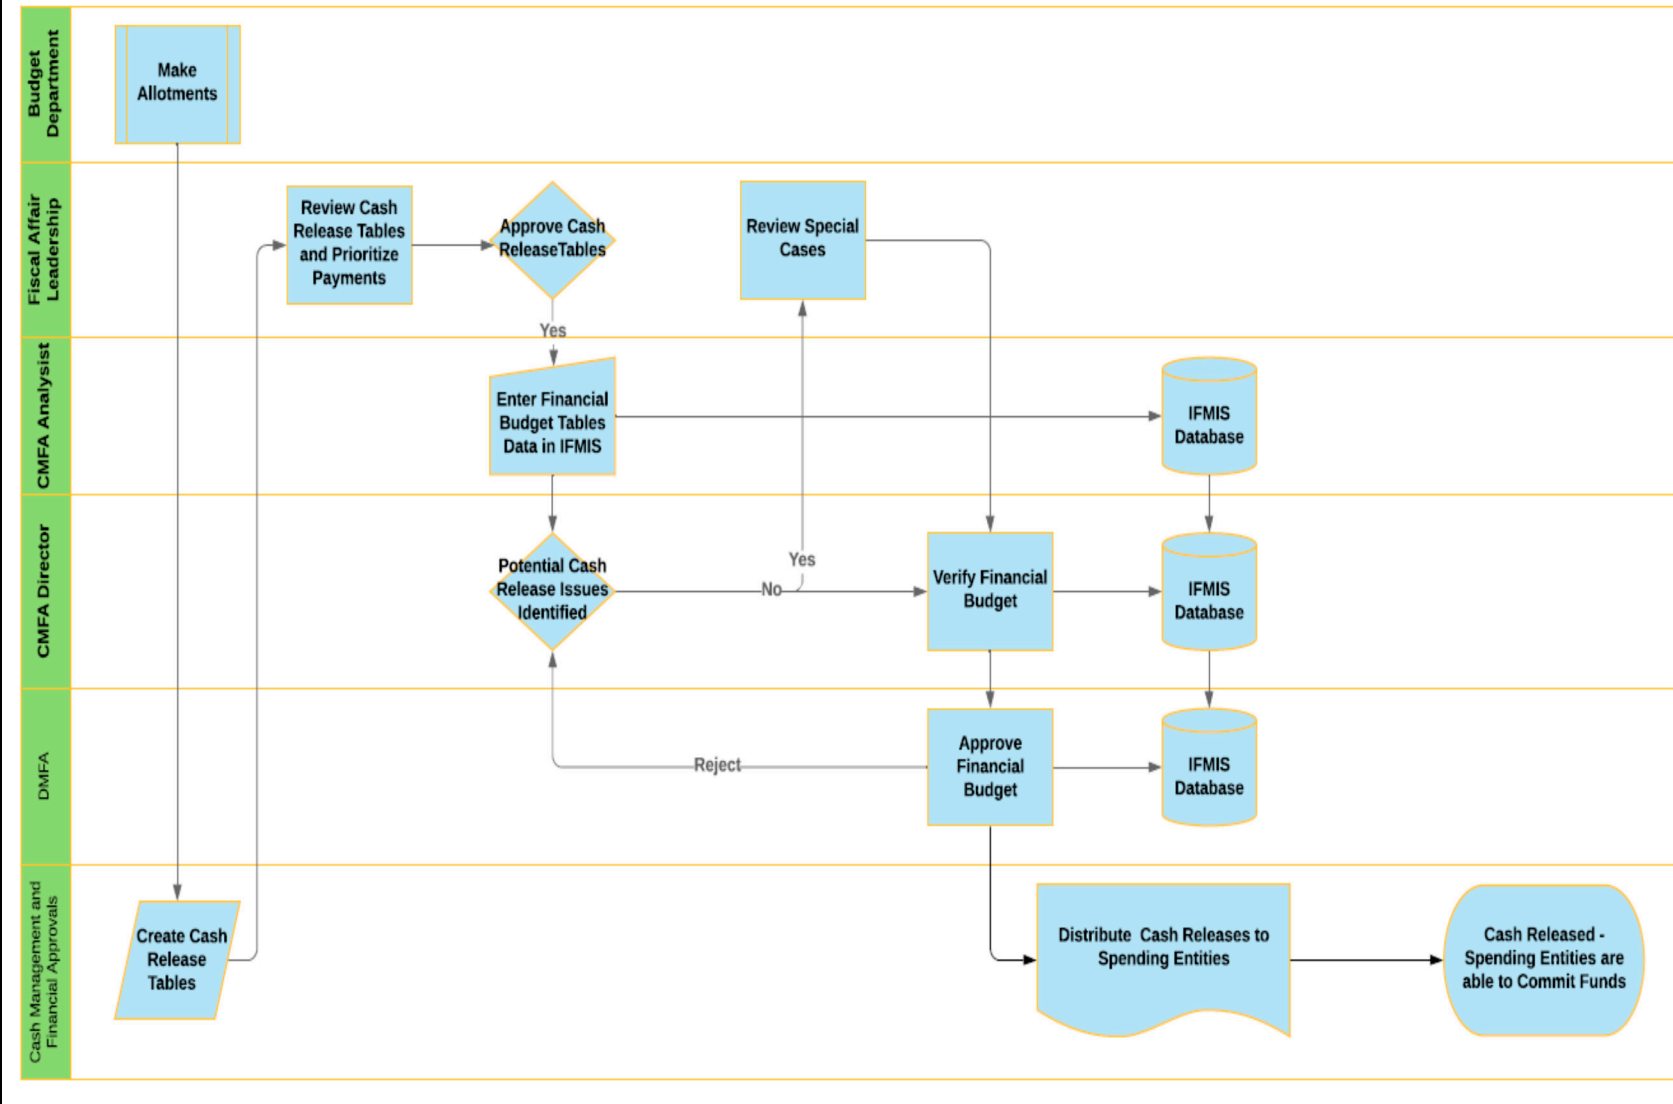 Budget
Department
Make
Allotments
Fiscal Affair
Leadership
Review Cash
Release Tables
and Prioritize
Payments
Approve Cash
ReleaseTables
Review Special
Cases
Yes
CMFA Analysist
Enter Financial
Budget Tables
Data in IFMIS
IFMIS
Database
CMFA Director
Potential Cash
Release Issues
Identified
No
Yes
Verify Financial
Budget
IFMIS
Database
DMFA
Reject
Approve
Financial
Budget
IFMIS
Database
Cash Management and
Financial Approvals
Create Cash
Release
Tables
Distribute  Cash Releases to
Spending Entities
Cash Released -
Spending Entities are
able to Commit Funds